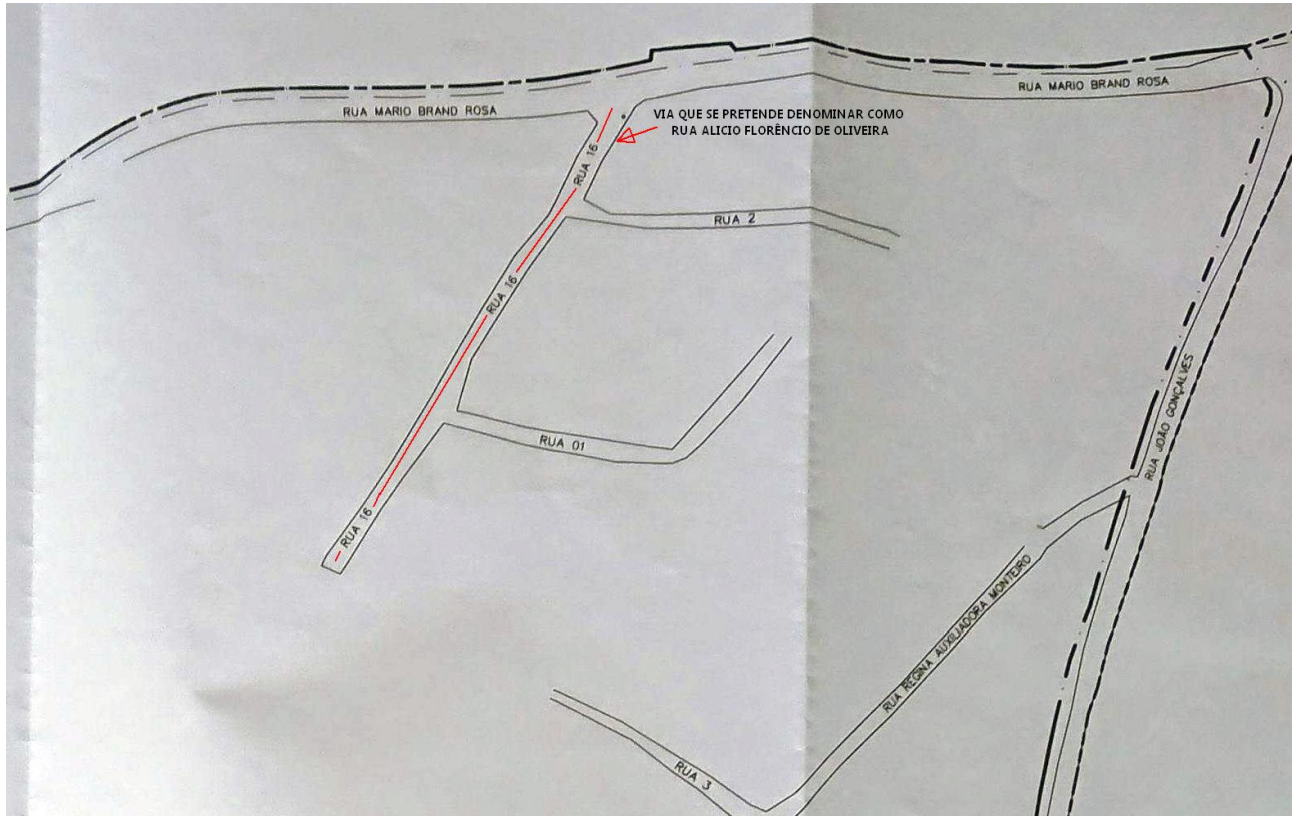 RUA MARIO BRAND ROSA
RUA MARIO BRAND ROSA
VIA QUE SE PRETENDE DENOMINAR COMO
RUA ALICIO FLORÊNCIO DE OLIVEIRA
RUA 16
RUA 2
RUA 16
RUA JOÃO GONÇALVES
RUA 01
RUA 16
RUA REGINA AUXILIADORA MONTEIRO
RUA 3